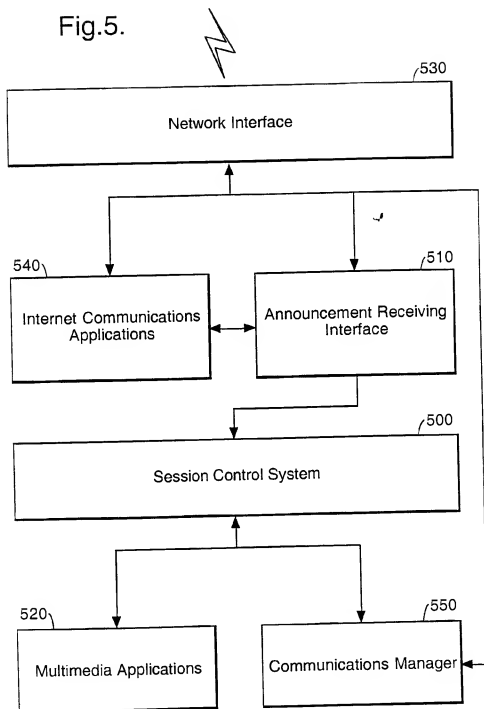 Fig.5.
530
Network Interface
540
510
Internet Communications
Applications
Announcement Receiving
Interface
500
Session Control System
520
550
Multimedia Applications
Communications Manager